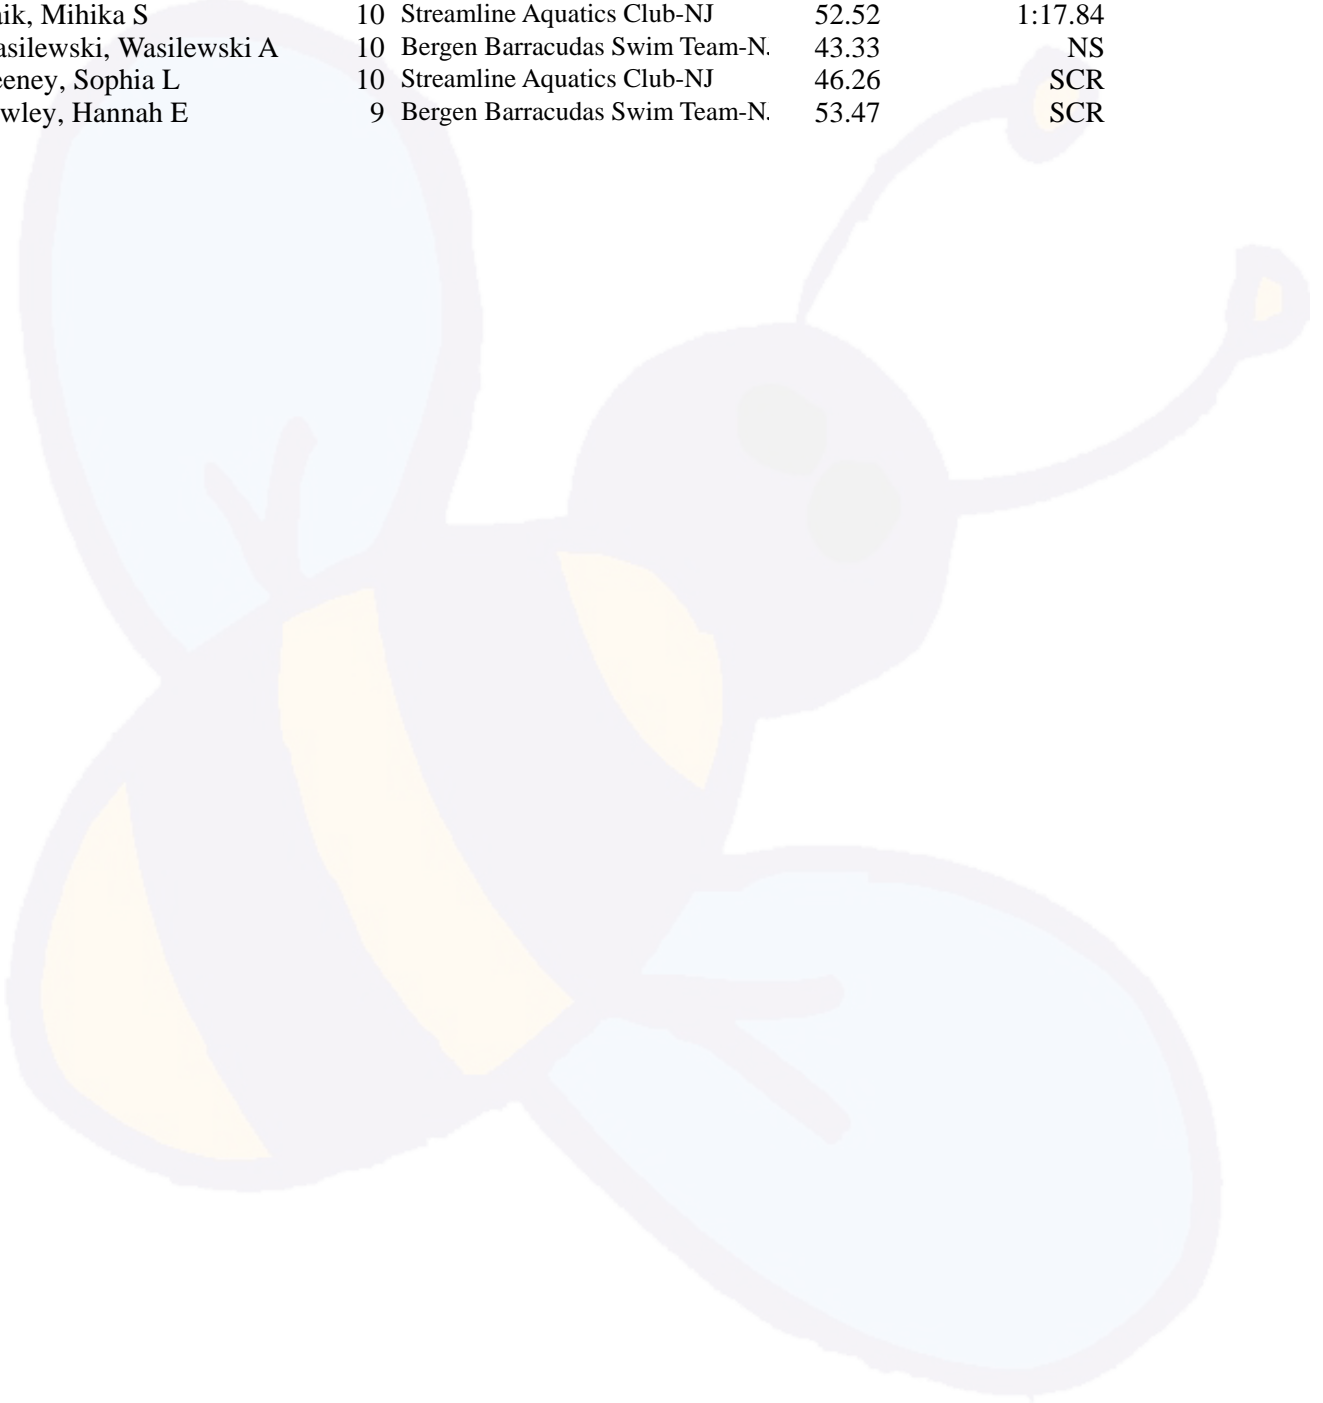 aik, Mihika S 10 Streamline Aquatics Club-NJ 52.52 1:17.84
asilewski, Wasilewski A 10 Bergen Barracudas Swim Team-N. 43.33 NS
eeney, Sophia L 10 Streamline Aquatics Club-NJ 46.26 SCR
wley, Hannah E 9 Bergen Barracudas Swim Team-N. 53.47 SCR